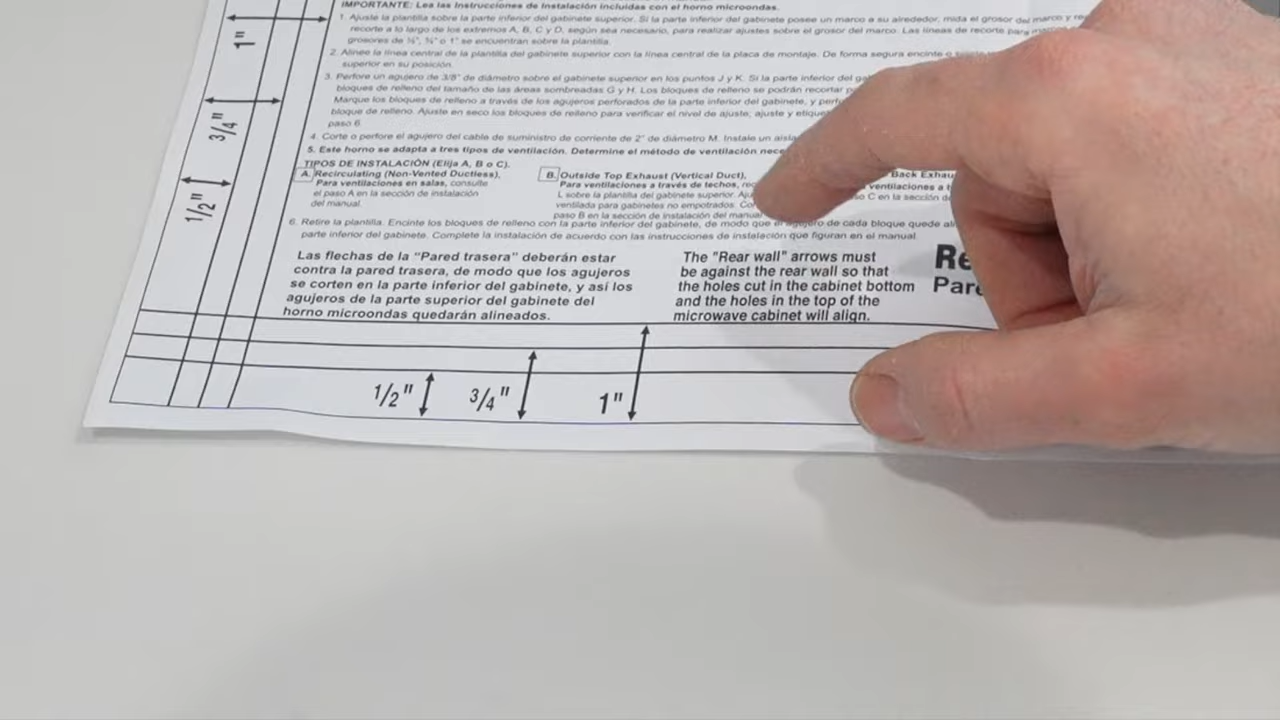 IMPORTANTE: Lea las Instrucciones de Instalación incluidas con el horno microondas.
1. Ajuste la plantilla sobre la parte inferior del gabinete superior. Si la parte inferior del gabinete posee un marco a su alrededor, mida el grosor del marco y
recorte a lo largo de los extremos A, B, C y D, según sea necesario, para realizar ajustes sobre el grosor del marco. Las líneas de recorte para
grosores de ½", ¾" o 1" se encuentran sobre la plantilla.
2. Alinee la línea central de la plantilla del gabinete superior con la línea central de la placa de montaje. De forma segura encinte o
superior en su posición.
3. Perfore un agujero de 3/8" de diámetro sobre el gabinete superior en los puntos J y K. Si la parte inferior del
bloques de relleno del tamaño de las áreas sombreadas G y H. Los bloques de relleno se podrán recortar
Marque los bloques de relleno a través de los agujeros perforados de la parte inferior del gabinete, y
bloque de relleno. Ajuste en seco los bloques de relleno para verificar el nivel de ajuste; ajuste y
paso 6.
4. Corte o perfore el agujero del cable de suministro de corriente de 2" de diámetro M. Instale un
5. Este horno se adapta a tres tipos de ventilación. Determine el método de ventilación
TIPOS DE INSTALACIÓN (Elija A, B o C).
A. Recirculating (Non-Vented Ductless),
Para ventilaciones en salas, consulte
el paso A en la sección de instalación
del manual.
B. Outside Top Exhaust (Vertical Duct),
Para ventilaciones a través de techos,
L sobre la plantilla del gabinete superior.
ventilada para gabinetes no empotrados.
paso B en la sección de instalación del manual
Back
ventilaciones a
C en la sección
6. Retire la plantilla. Encinte los bloques de relleno con la parte inferior del gabinete, de modo que el agujero de cada bloque quede
parte inferior del gabinete. Complete la instalación de acuerdo con las instrucciones de instalación que figuran en el manual.
Las flechas de la “Pared trasera” deberán estar
contra la pared trasera, de modo que los agujeros
se corten en la parte inferior del gabinete, y así los
agujeros de la parte superior del gabinete del
horno microondas quedarán alineados.
The "Rear wall" arrows must
be against the rear wall so that
the holes cut in the cabinet bottom
and the holes in the top of the
microwave cabinet will align.
1"
3/4"
1/2"
1/2"
3/4"
1"